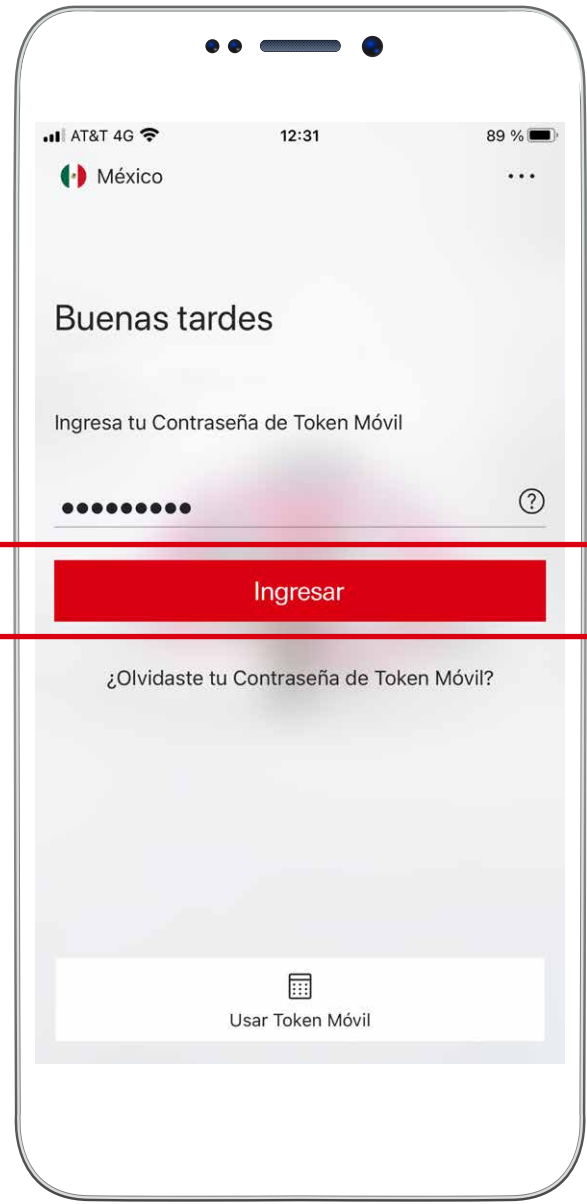 AT&T 4G 12:31 89 %
México ...
Buenas tardes
Ingresa tu Contraseña de Token Móvil
•••••••••
?
Ingresar
¿Olvidaste tu Contraseña de Token Móvil?
Usar Token Móvil